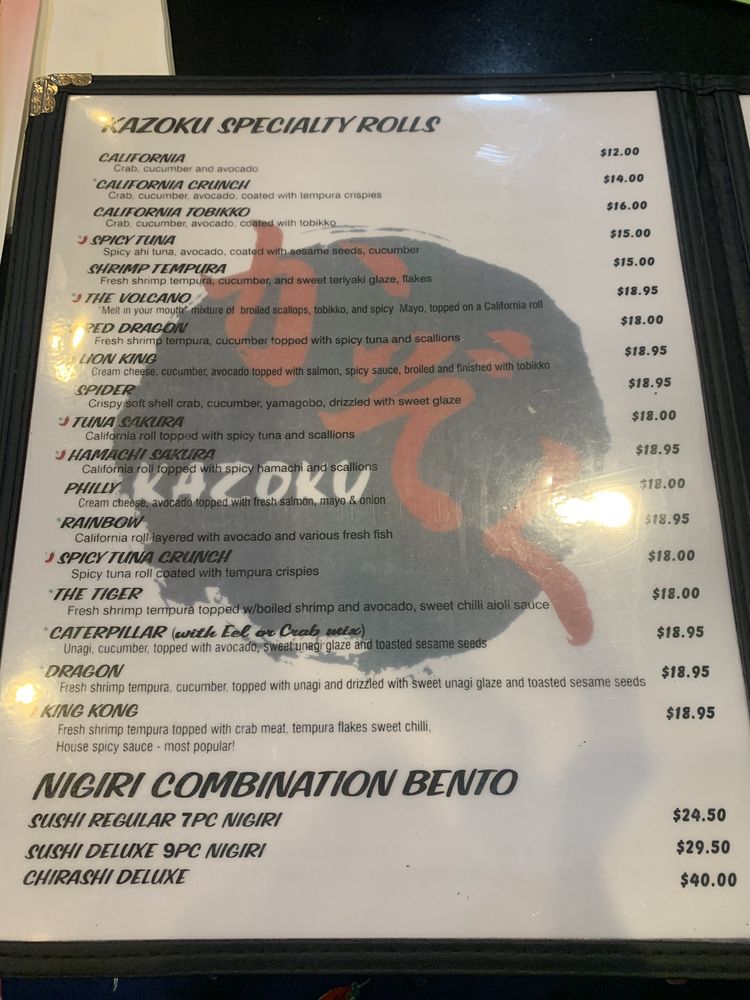 KAZOKU SPECIALTY ROLLS
CALIFORNIA $12.00
Crab, cucumber and avocado
*CALIFORNIA CRUNCH $14.00
Crab, cucumber, avocado, coated with tempura crispies
CALIFORNIA TOBIKKO $16.00
Crab, cucumber, avocado, coated with tobikko
SPICY TUNA $15.00
Spicy ahi tuna, avocado, coated with sesame seeds, cucumber
SHRIMP TEMPURA $15.00
Fresh shrimp tempura, cucumber, and sweet teriyaki glaze, flakes
THE VOLCANO $18.95
"Melt in your mouth" mixture of broiled scallops, tobikko, and spicy Mayo, topped on a California roll
RED DRAGON $18.00
Fresh shrimp tempura, cucumber topped with spicy tuna and scallions
LION KING $18.95
Cream cheese, cucumber, avocado topped with salmon, spicy sauce, broiled and finished with tobikko
SPIDER $18.95
Crispy soft shell crab, cucumber, yamagobo, drizzled with sweet glaze
TUNA SAKURA $18.00
California roll topped with spicy tuna and scallions
HAMACHI SAKURA $18.95
California roll topped with spicy hamachi and scallions
PHILLY $18.00
Cream cheese, avocado topped with fresh salmon, mayo & onion
*RAINBOW $18.95
California roll layered with avocado and various fresh fish
SPICY TUNA CRUNCH $18.00
Spicy tuna roll coated with tempura crispies
*THE TIGER $18.00
Fresh shrimp tempura topped w/boiled shrimp and avocado, sweet chilli aioli sauce
*CATERPILLAR (with Eel or Crab mix) $18.95
Unagi, cucumber, topped with avocado, sweet unagi glaze and toasted sesame seeds
*DRAGON $18.95
Fresh shrimp tempura, cucumber, topped with unagi and drizzled with sweet unagi glaze and toasted sesame seeds
KING KONG $18.95
Fresh shrimp tempura topped with crab meat, tempura flakes sweet chilli,
House spicy sauce - most popular!
かぞく
KAZOKU
NIGIRI COMBINATION BENTO
SUSHI REGULAR 7PC NIGIRI $24.50
SUSHI DELUXE 9PC NIGIRI $29.50
CHIRASHI DELUXE $40.00